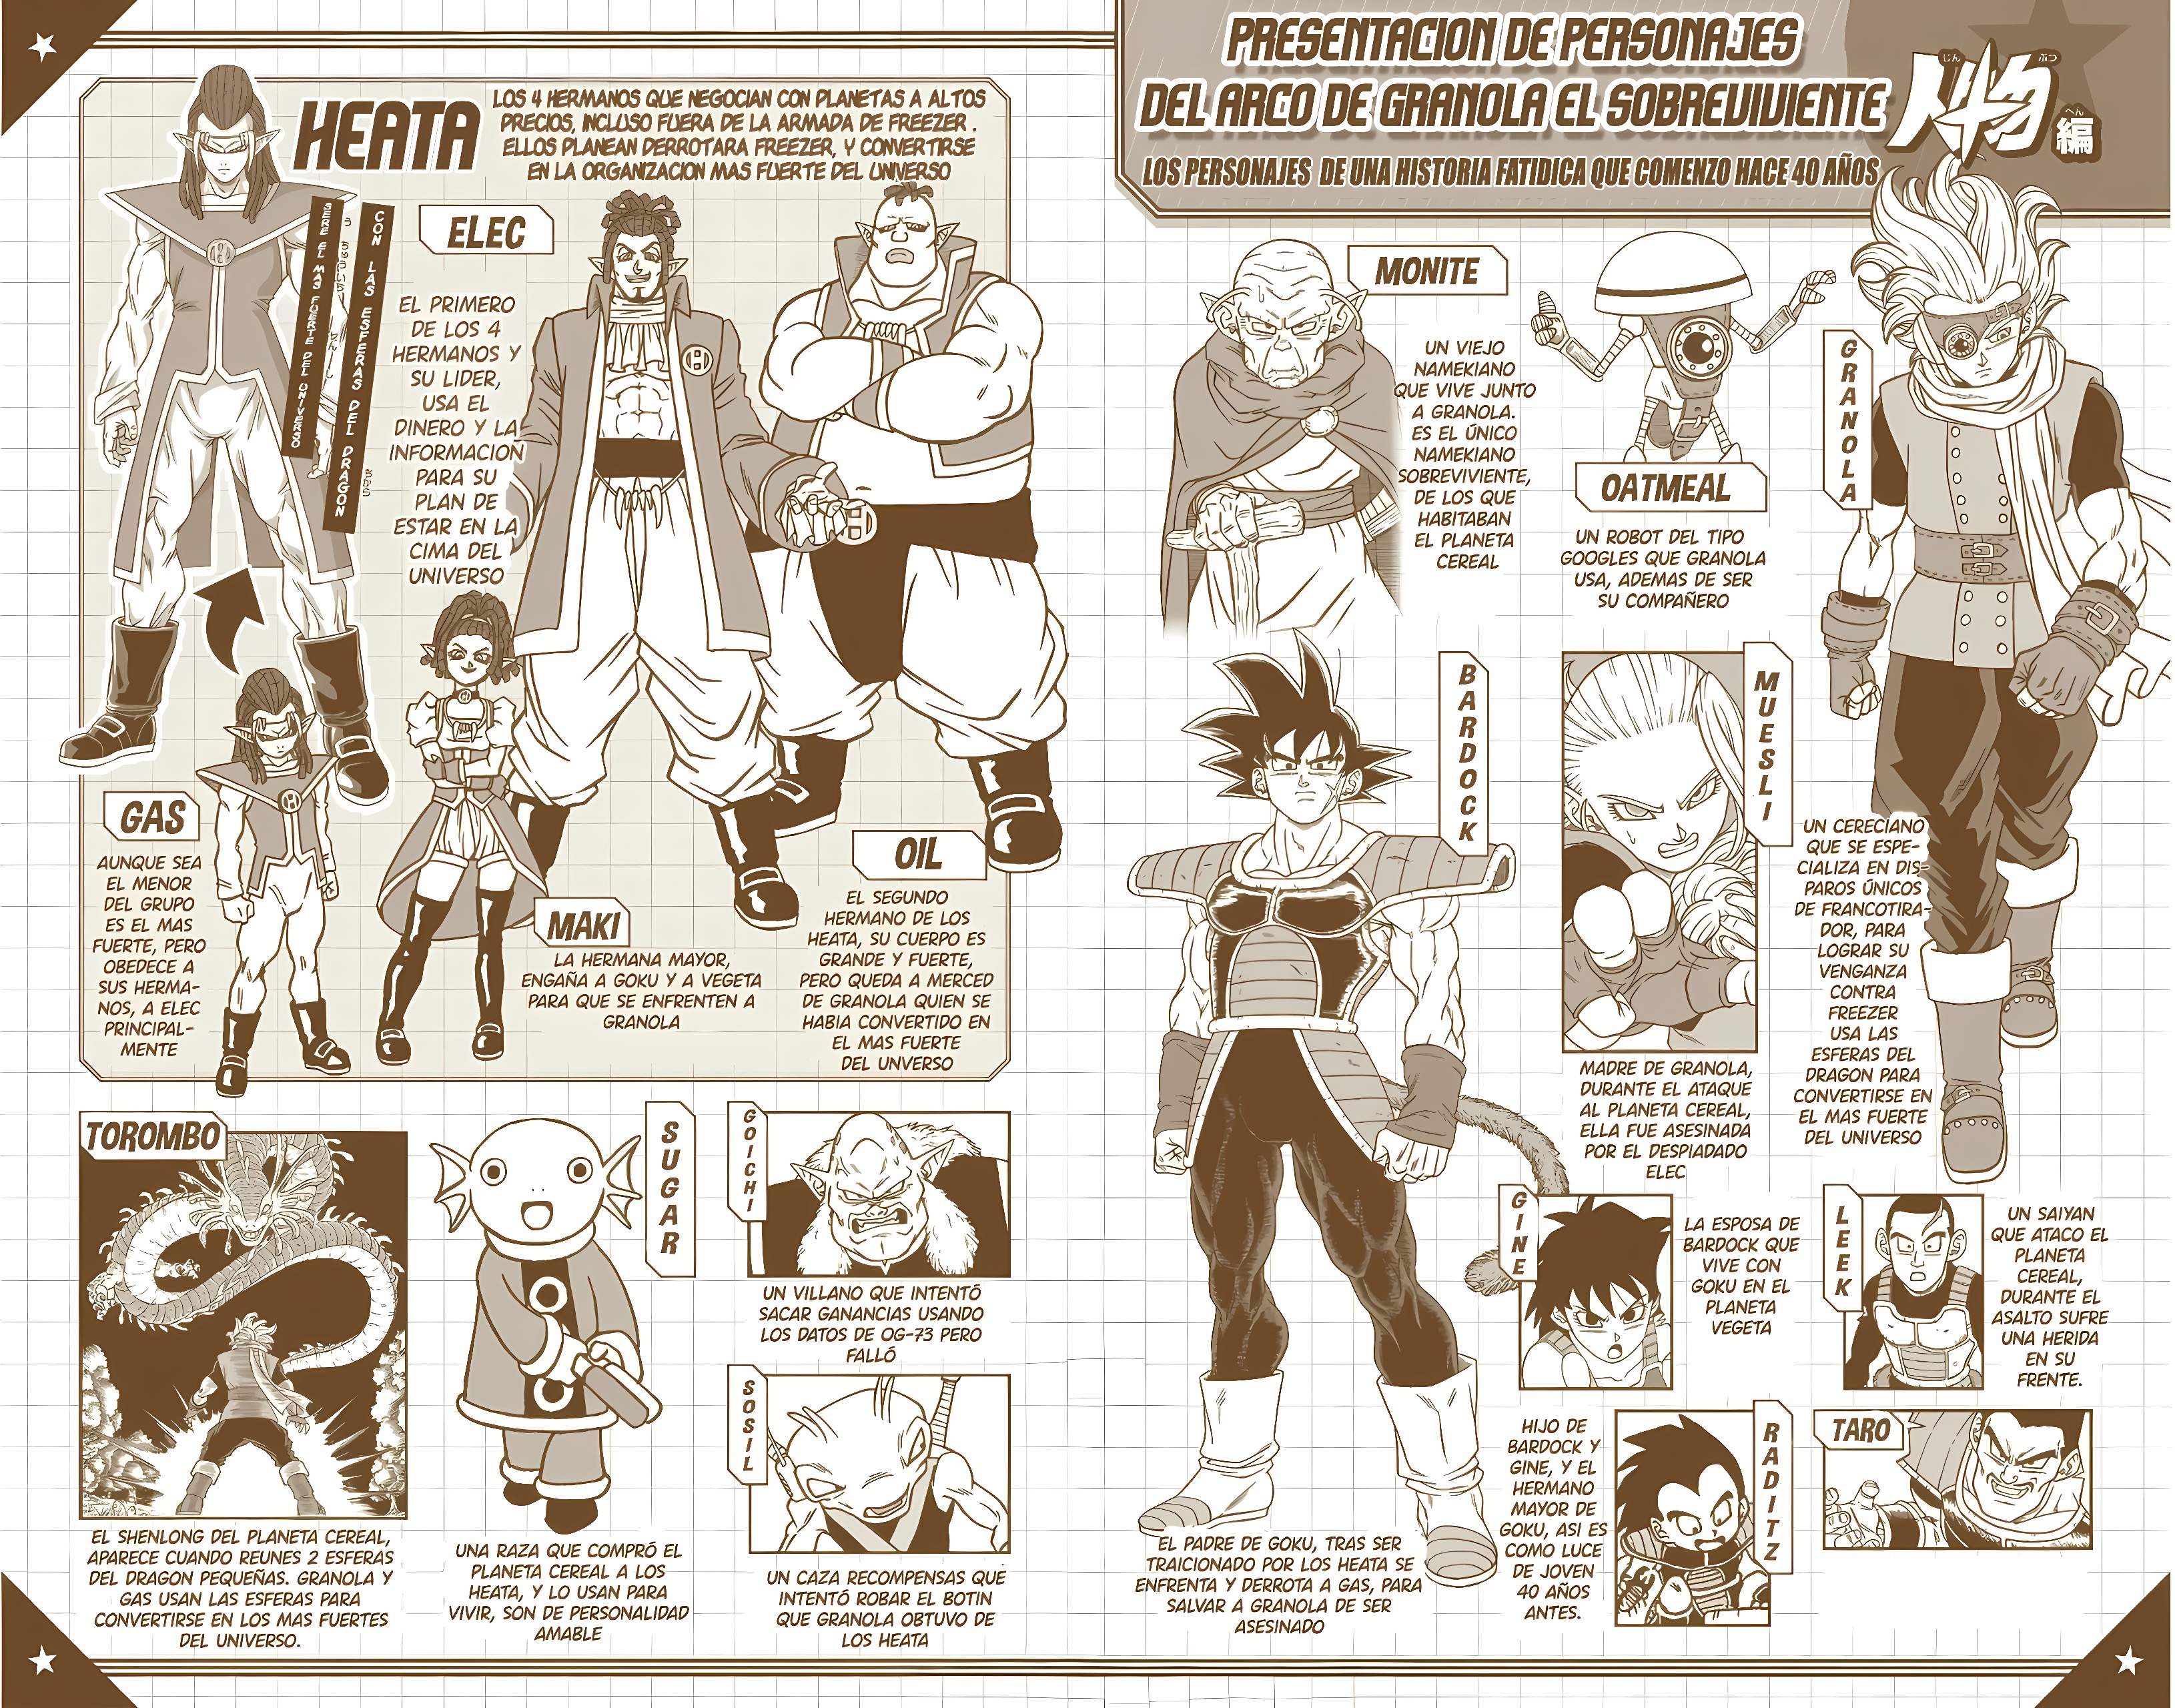 PRESENTACION DE PERSONAJES
DEL ARCO DE GRANOLA EL SOBREVIVIENTE
人物
じん
ぶつ
編
へん
LOS PERSONAJES DE UNA HISTORIA FATIDICA QUE COMENZO HACE 40 AÑOS
HEATA
LOS 4 HERMANOS QUE NEGOCIAN CON PLANETAS A ALTOS
PRECIOS, INCLUSO FUERA DE LA ARMADA DE FREEZER .
ELLOS PLANEAN DERROTARA FREEZER, Y CONVERTIRSE
EN LA ORGANIZACION MAS FUERTE DEL UNIVERSO
CON LAS ESFERAS DEL DRAGON
SERE EL MAS FUERTE DEL UNIVERSO
ELEC
EL PRIMERO
DE LOS 4
HERMANOS Y
SU LIDER,
USA EL
DINERO Y LA
INFORMACION
PARA SU
PLAN DE
ESTAR EN LA
CIMA DEL
UNIVERSO
GAS
AUNQUE SEA
EL MENOR
DEL GRUPO
ES EL MAS
FUERTE, PERO
OBEDECE A
SUS HERMA-
NOS, A ELEC
PRINCIPAL-
MENTE
MAKI
LA HERMANA MAYOR,
ENGAÑA A GOKU Y A VEGETA
PARA QUE SE ENFRENTEN A
GRANOLA
OIL
EL SEGUNDO
HERMANO DE LOS
HEATA, SU CUERPO ES
GRANDE Y FUERTE,
PERO QUEDA A MERCED
DE GRANOLA QUIEN SE
HABIA CONVERTIDO EN
EL MAS FUERTE
DEL UNVERSO
TOROMBO
EL SHENLONG DEL PLANETA CEREAL,
APARECE CUANDO REUNES 2 ESFERAS
DEL DRAGON PEQUEÑAS. GRANOLA Y
GAS USAN LAS ESFERAS PARA
CONVERTIRSE EN LOS MAS FUERTES
DEL UNIVERSO.
SUGAR
UNA RAZA QUE COMPRÓ EL
PLANETA CEREAL A LOS
HEATA, Y LO USAN PARA
VIVIR, SON DE PERSONALIDAD
AMABLE
GOICHI
UN VILLANO QUE INTENTÓ
SACAR GANANCIAS USANDO
LOS DATOS DE OG-73 PERO
FALLÓ
SOSIL
UN CAZA RECOMPENSAS QUE
INTENTÓ ROBAR EL BOTIN
QUE GRANOLA OBTUVO DE
LOS HEATA
MONITE
UN VIEJO
NAMEKIANO
QUE VIVE JUNTO
A GRANOLA.
ES EL ÚNICO
NAMEKIANO
SOBREVIVIENTE,
DE LOS QUE
HABITABAN
EL PLANETA
CEREAL
OATMEAL
UN ROBOT DEL TIPO
GOOGLES QUE GRANOLA
USA, ADEMAS DE SER
SU COMPAÑERO
GRANOLA
UN CERECIANO
QUE SE ESPE-
CIALIZA EN DIS-
PAROS ÚNICOS
DE FRANCOTIRA-
DOR, PARA
LOGRAR SU
VENGANZA
CONTRA
FREEZER
USA LAS
ESFERAS DEL
DRAGON PARA
CONVERTIRSE EN
EL MAS FUERTE
DEL UNIVERSO
BARDOCK
EL PADRE DE GOKU, TRAS SER
TRAICIONADO POR LOS HEATA SE
ENFRENTA Y DERROTA A GAS, PARA
SALVAR A GRANOLA DE SER
ASESINADO
MUESLI
MADRE DE GRANOLA,
DURANTE EL ATAQUE
AL PLANETA CEREAL,
ELLA FUE ASESINADA
POR EL DESPIADADO
ELEC
GINE
LA ESPOSA DE
BARDOCK QUE
VIVE CON
GOKU EN EL
PLANETA
VEGETA
LEEK
UN SAIYAN
QUE ATACO EL
PLANETA
CEREAL,
DURANTE EL
ASALTO SUFRE
UNA HERIDA
EN SU
FRENTE.
HIJO DE
BARDOCK Y
GINE, Y EL
HERMANO
MAYOR DE
GOKU, ASI ES
COMO LUCE
DE JOVEN
40 AÑOS
ANTES.
RADITZ
TARO